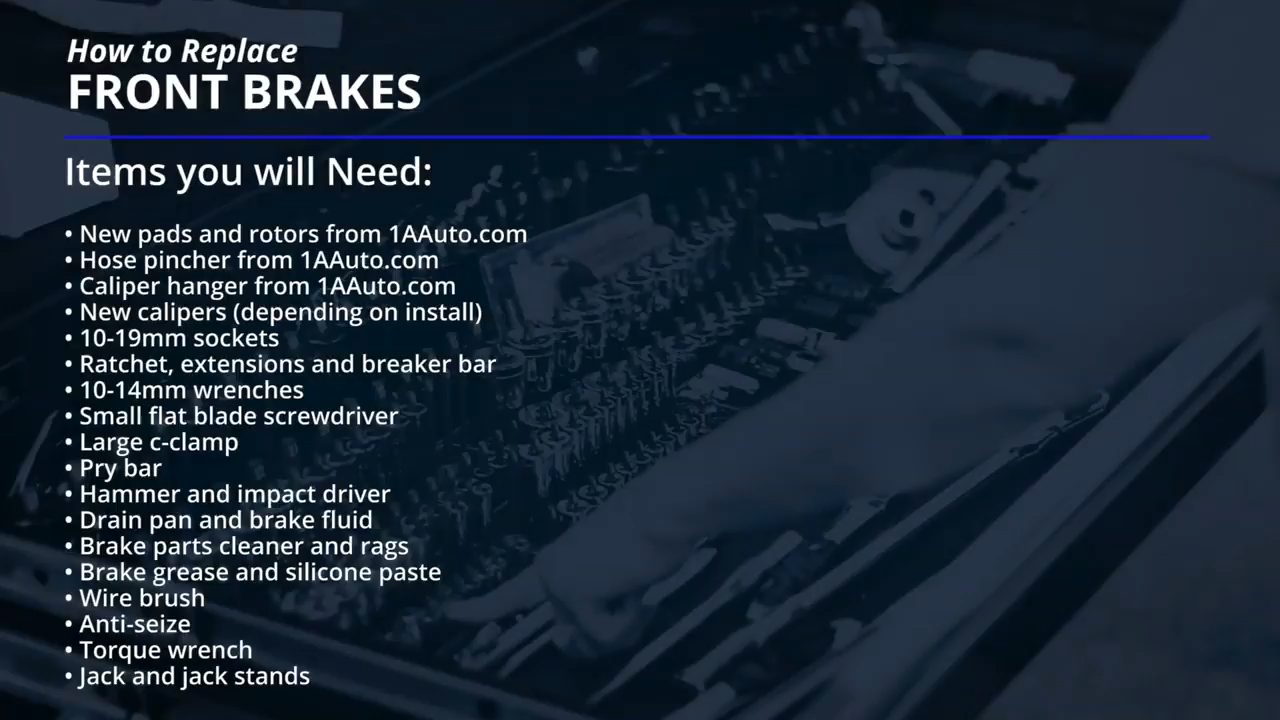 How to Replace
FRONT BRAKES
Items you will Need:
• New pads and rotors from 1AAuto.com
• Hose pincher from 1AAuto.com
• Caliper hanger from 1AAuto.com
• New calipers (depending on install)
• 10-19mm sockets
• Ratchet, extensions and breaker bar
• 10-14mm wrenches
• Small flat blade screwdriver
• Large c-clamp
• Pry bar
• Hammer and impact driver
• Drain pan and brake fluid
• Brake parts cleaner and rags
• Brake grease and silicone paste
• Wire brush
• Anti-seize
• Torque wrench
• Jack and jack stands